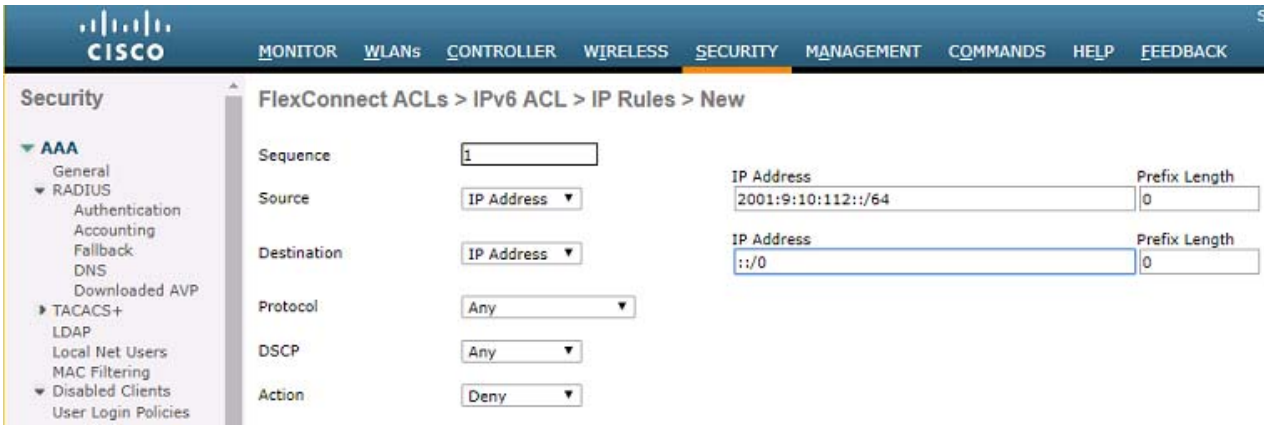 S
CISCO
MONITOR WLANs CONTROLLER WIRELESS SECURITY MANAGEMENT COMMANDS HELP FEEDBACK
Security
AAA
General
RADIUS
Authentication
Accounting
Fallback
DNS
Downloaded AVP
TACACS+
LDAP
Local Net Users
MAC Filtering
Disabled Clients
User Login Policies
FlexConnect ACLs > IPv6 ACL > IP Rules > New
Sequence 1
IP Address Prefix Length
Source IP Address 2001:9:10:112::/64 0
IP Address Prefix Length
Destination IP Address ::/0 0
Protocol Any
DSCP Any
Action Deny